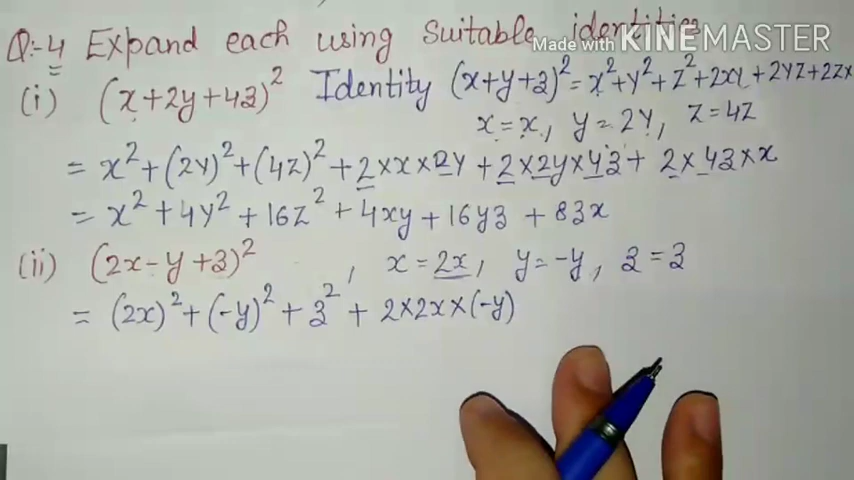 Q:-4 Expand each using suitable identities
Made with KINEMASTER
(i) (x+2y+4z)² Identity (x+y+z)² = x²+y²+z²+2xy+2yz+2zx
x=x, y=2y, z=4z
= x²+(2y)²+(4z)²+2×x×2y+2×2y×4z+2×4z×x
= x²+4y²+16z²+4xy+16yz+8zx
(ii) (2x-y+z)², x=2x, y=-y, z=z
= (2x)²+(-y)²+z²+2×2x×(-y)